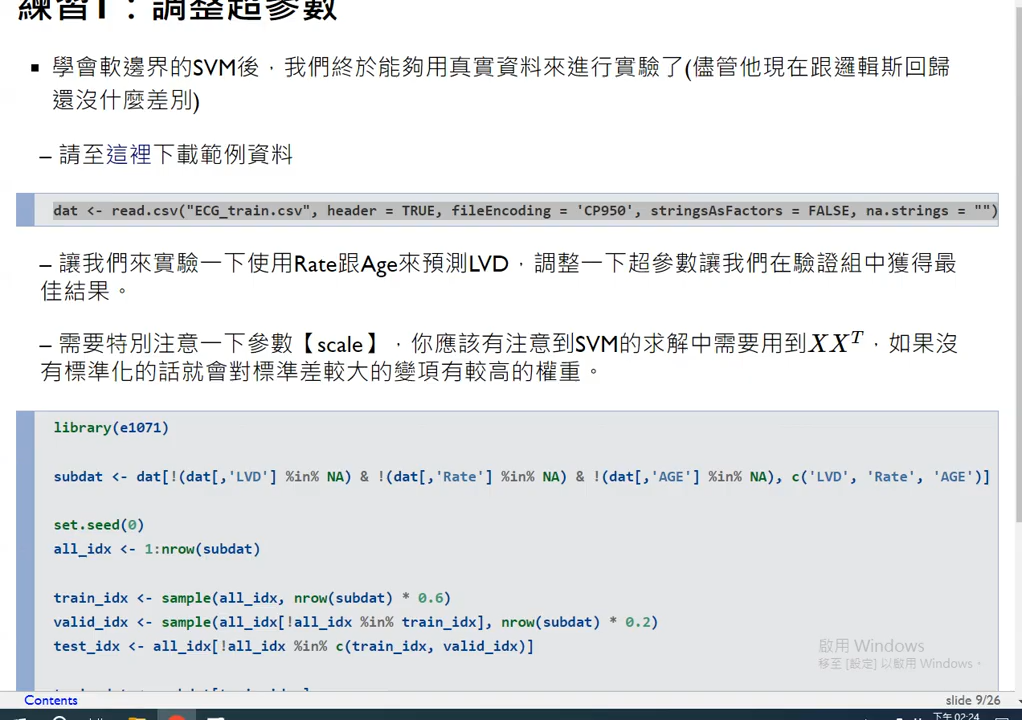 練習1：調整超參數
▪ 學會軟邊界的SVM後，我們終於能夠用真實資料來進行實驗了(儘管他現在跟邏輯斯回歸
還沒什麼差別)
– 請至這裡下載範例資料
dat <- read.csv("ECG_train.csv", header = TRUE, fileEncoding = 'CP950', stringsAsFactors = FALSE, na.strings = "")
– 讓我們來實驗一下使用Rate跟Age來預測LVD，調整一下超參數讓我們在驗證組中獲得最
佳結果。
– 需要特別注意一下參數【scale】，你應該有注意到SVM的求解中需要用到XX^T，如果沒
有標準化的話就會對標準差較大的變項有較高的權重。
library(e1071)
subdat <- dat[!(dat[,'LVD'] %in% NA) & !(dat[,'Rate'] %in% NA) & !(dat[,'AGE'] %in% NA), c('LVD', 'Rate', 'AGE')]
set.seed(0)
all_idx <- 1:nrow(subdat)
train_idx <- sample(all_idx, nrow(subdat) * 0.6)
valid_idx <- sample(all_idx[!all_idx %in% train_idx], nrow(subdat) * 0.2)
test_idx <- all_idx[!all_idx %in% c(train_idx, valid_idx)]
啟用 Windows
移至 [設定] 以啟用 Windows。
Contents
slide 9/26
下午 02:24